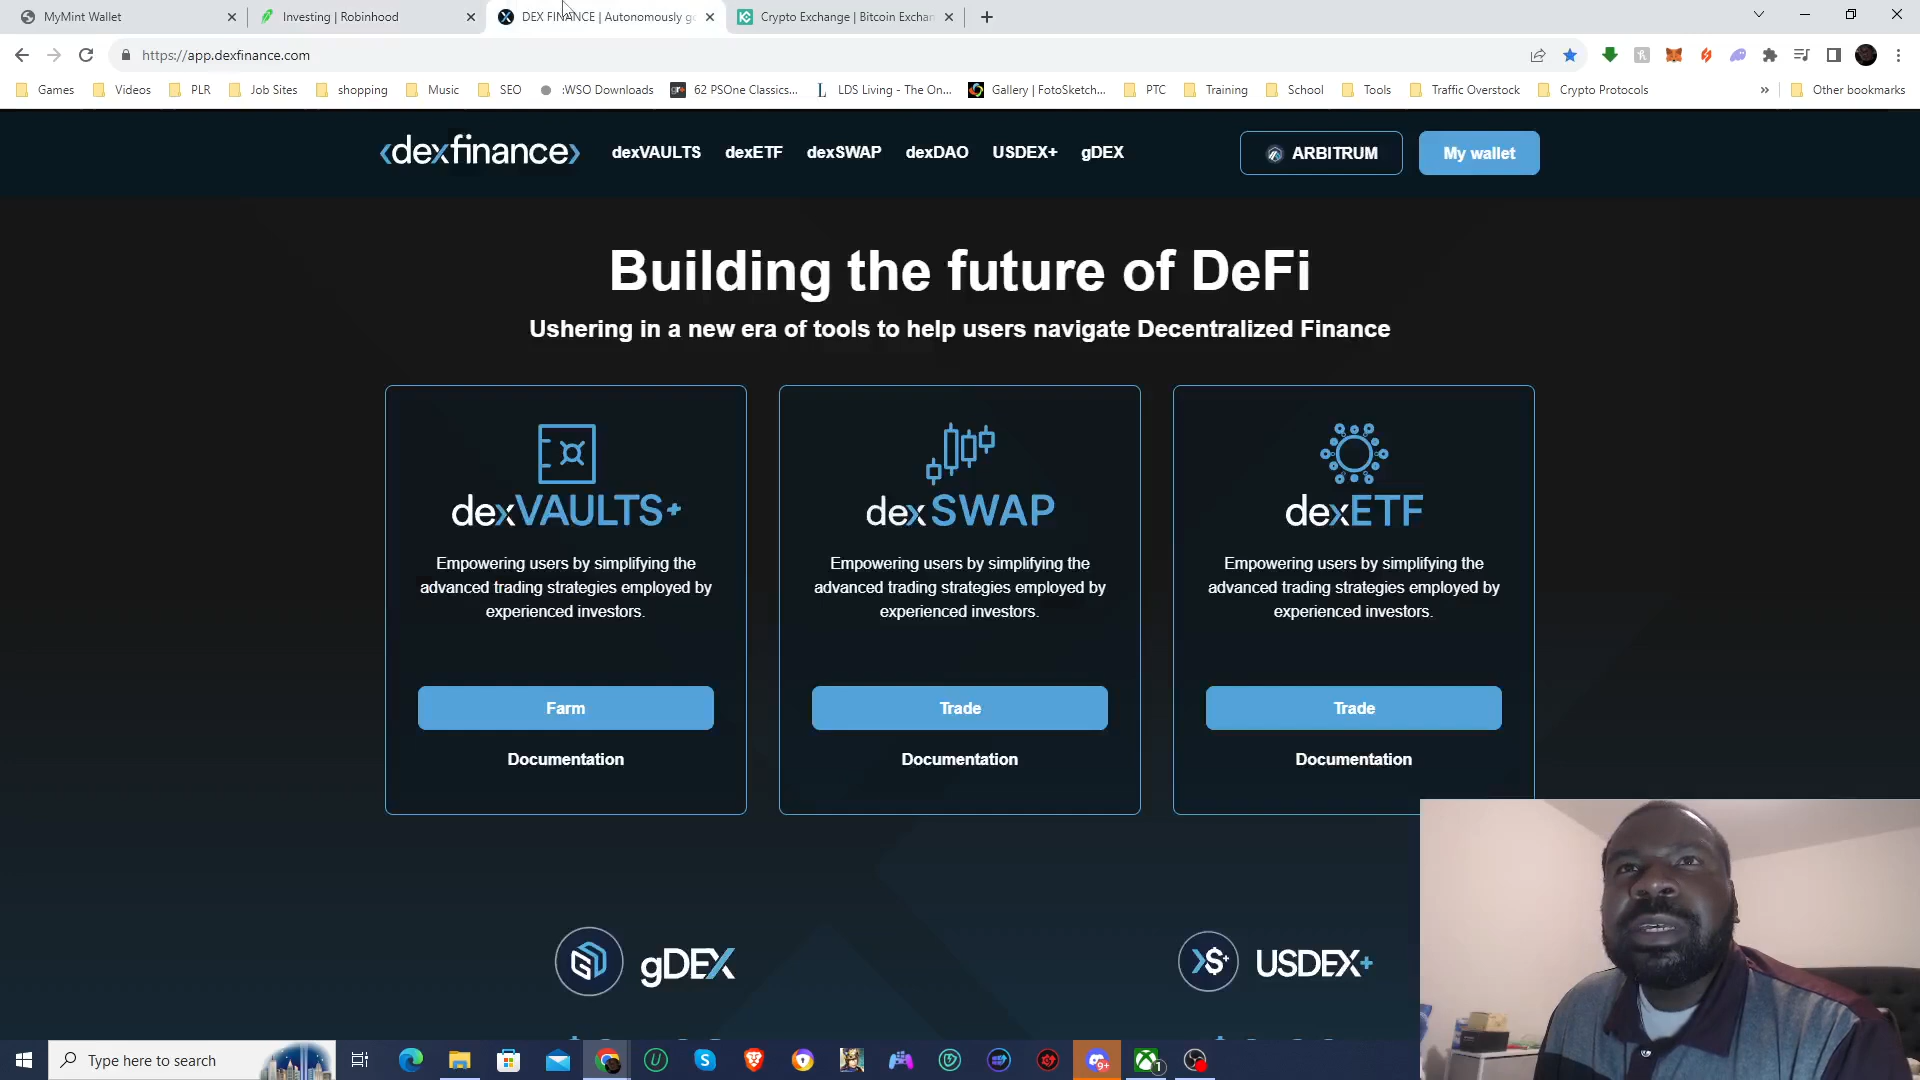 MyMint Wallet
Investing | Robinhood
DEX FINANCE | Autonomously go
Crypto Exchange | Bitcoin Exchan
https://app.dexfinance.com
Games
Videos
PLR
Job Sites
shopping
Music
SEO
:WSO Downloads
62 PSOne Classics...
LDS Living - The On...
Gallery | FotoSketch...
PTC
Training
School
Tools
Traffic Overstock
Crypto Protocols
»
Other bookmarks
‹dexfinance›
dexVAULTS
dexETF
dexSWAP
dexDAO
USDEX+
gDEX
ARBITRUM
My wallet
Building the future of DeFi
Ushering in a new era of tools to help users navigate Decentralized Finance
dexVAULTS+
Empowering users by simplifying the
advanced trading strategies employed by
experienced investors.
Farm
Documentation
dexSWAP
Empowering users by simplifying the
advanced trading strategies employed by
experienced investors.
Trade
Documentation
dexETF
Empowering users by simplifying the
advanced trading strategies employed by
experienced investors.
Trade
Documentation
gDEX
USDEX+
Type here to search
9+
1